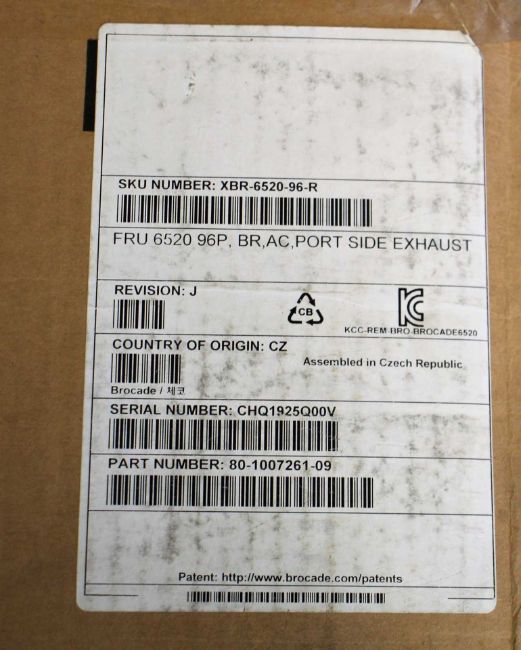 SKU NUMBER: XBR-6520-96-R
FRU 6520 96P, BR,AC,PORT SIDE EXHAUST
REVISION: J
CB
KC
KCC-REM-BRO-BROCADE6520
COUNTRY OF ORIGIN: CZ
Assembled in Czech Republic
Brocade / 체코
SERIAL NUMBER: CHQ1925Q00V
PART NUMBER: 80-1007261-09
Patent: http://www.brocade.com/patents